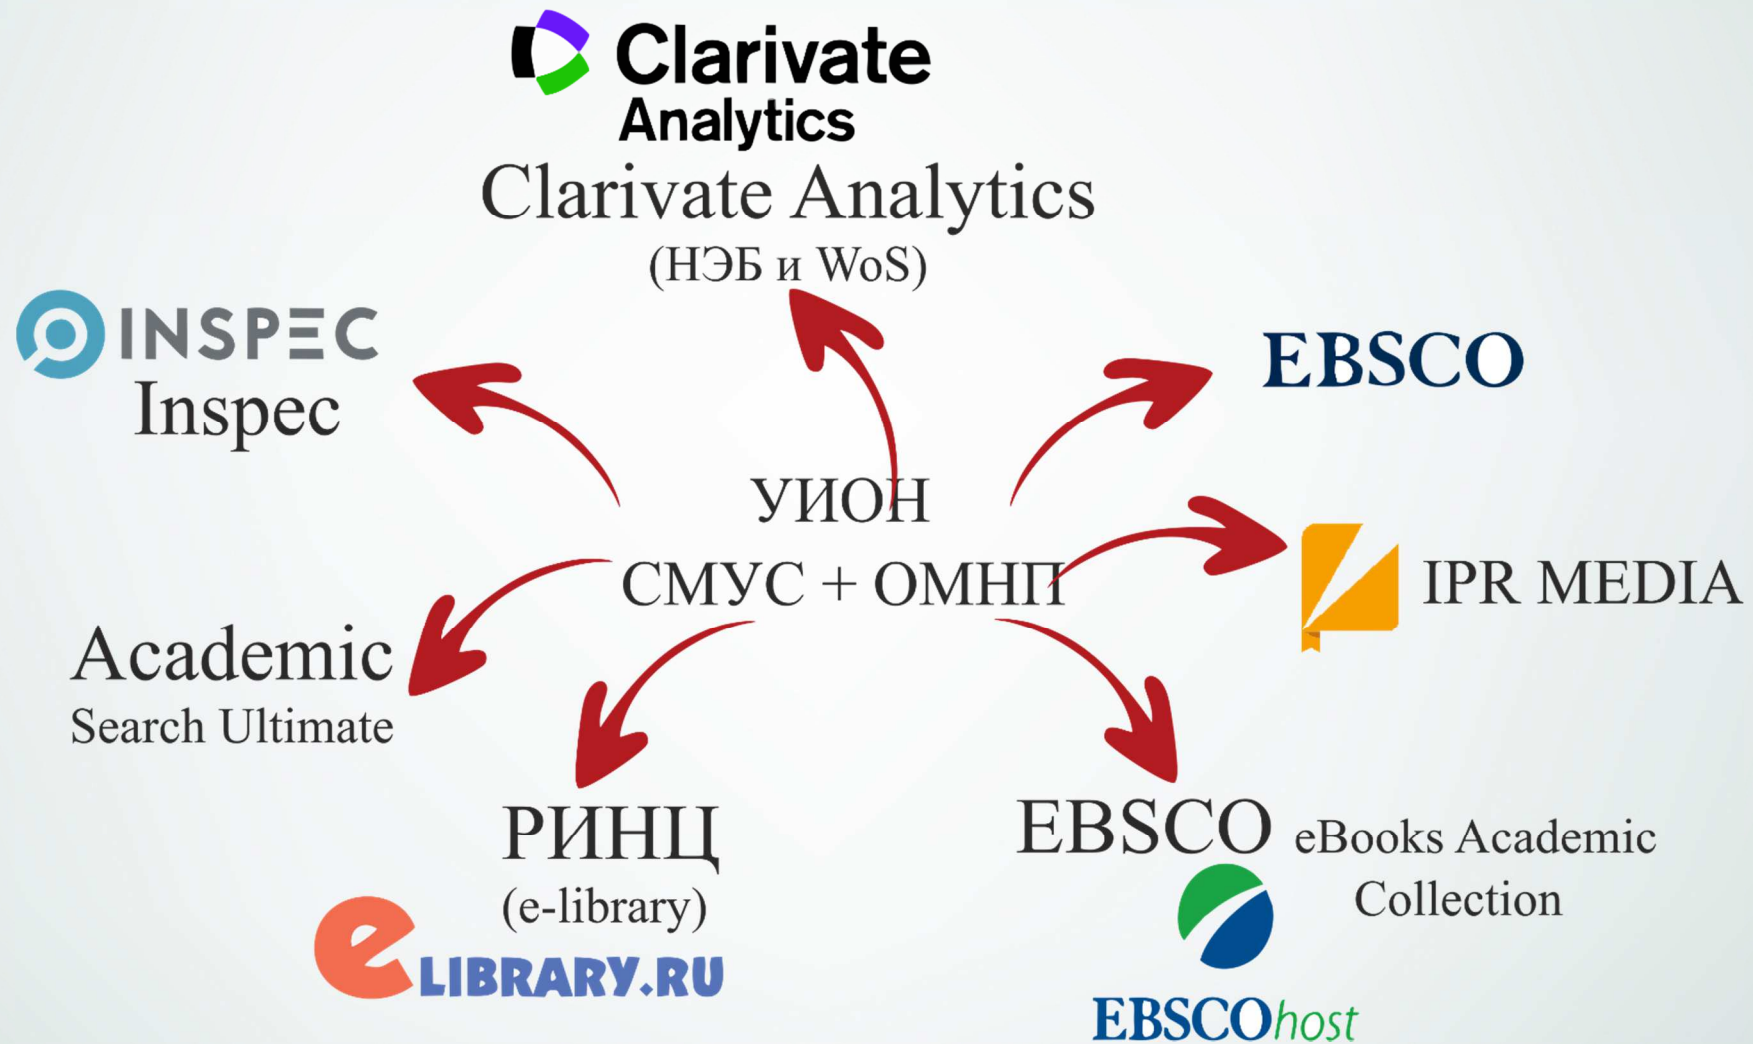 Clarivate
Analytics
Clarivate Analytics
(НЭБ и WoS)
INSPEC
Inspec
EBSCO
УИОН
СМУС + ОМНП
IPR MEDIA
Academic
Search Ultimate
РИНЦ
(e-library)
eLIBRARY.RU
EBSCO eBooks Academic
Collection
EBSCOhost